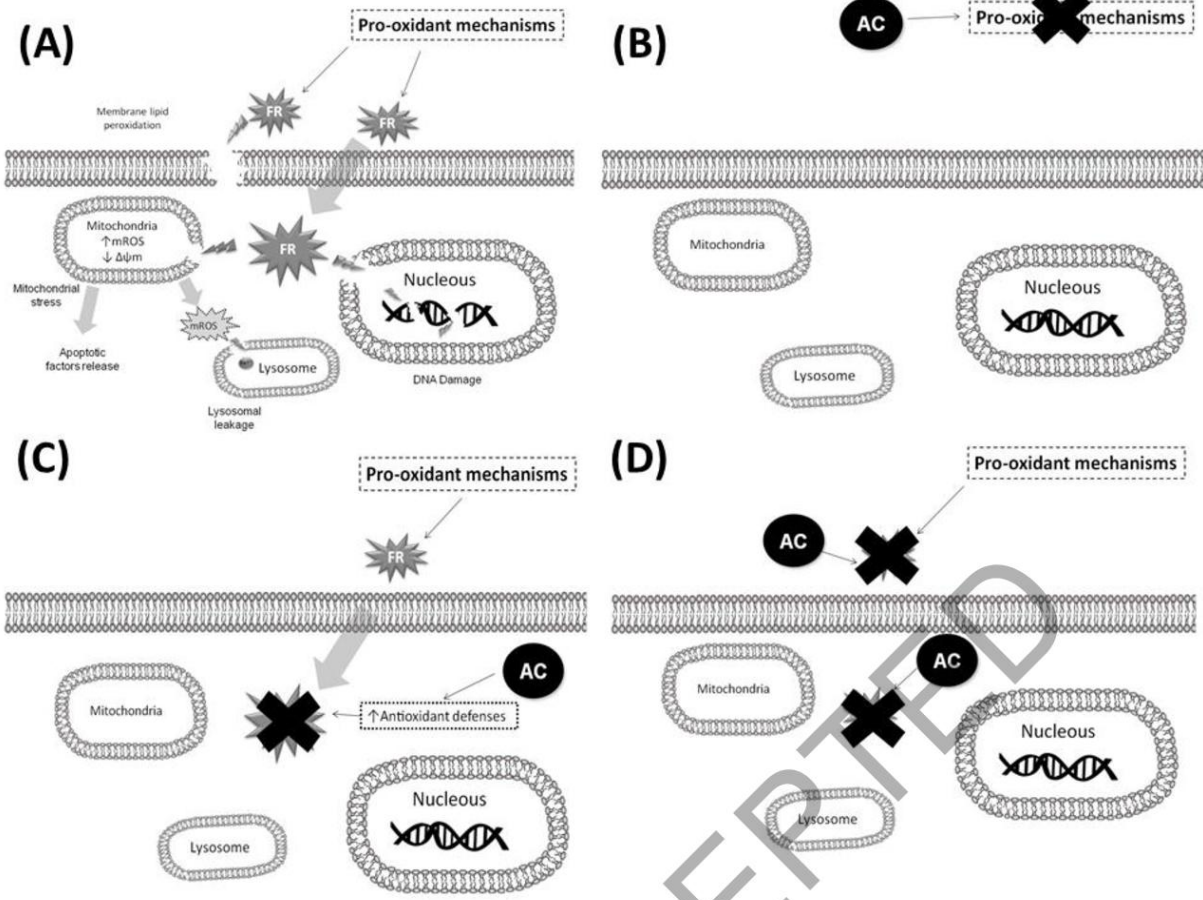 (A)
Pro-oxidant mechanisms
FR
FR
Membrane lipid
peroxidation
Mitochondria
↑mROS
↓ Δψm
FR
Nucleous
Mitochondrial
stress
mROS
Apoptotic
factors release
Lysosome
DNA Damage
Lysosomal
leakage
(B)
AC
Pro-oxidant mechanisms
Mitochondria
Nucleous
Lysosome
(C)
Pro-oxidant mechanisms
FR
AC
Mitochondria
↑Antioxidant defenses
Nucleous
Lysosome
(D)
Pro-oxidant mechanisms
AC
AC
Mitochondria
Nucleous
Lysosome
EPTED